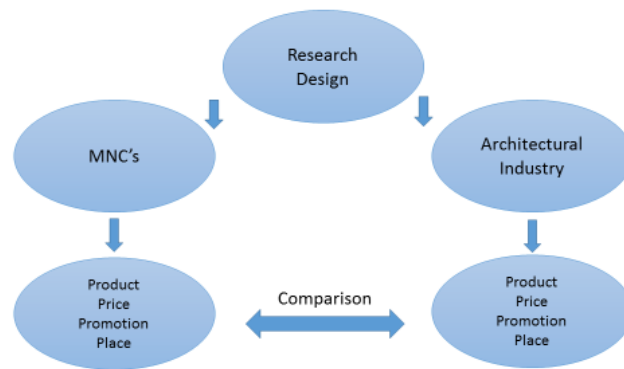 Research
Design
MNC's
Architectural
Industry
Product
Price
Promotion
Place
Comparison
Product
Price
Promotion
Place